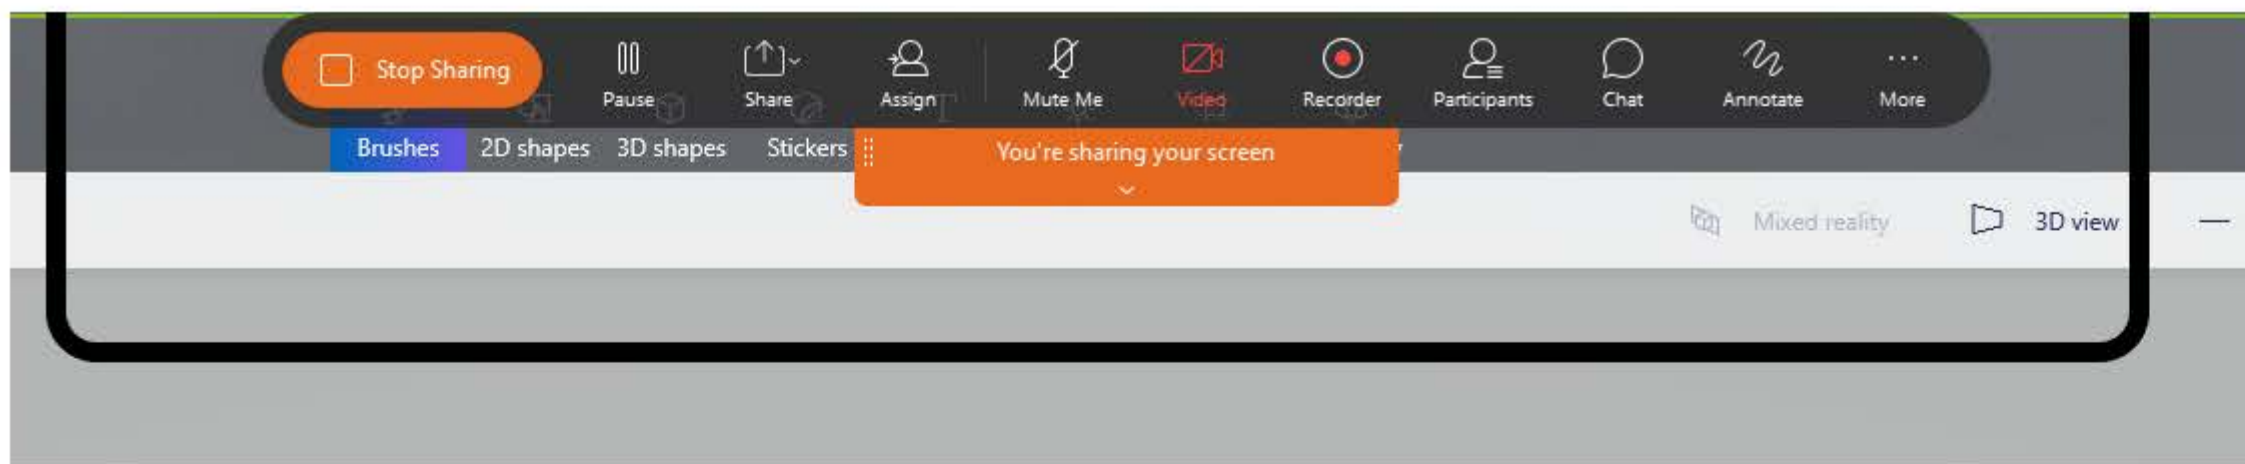 Stop Sharing
Pause
Share
Assign
Mute Me
Video
Recorder
Participants
Chat
Annotate
More
Brushes
2D shapes
3D shapes
Stickers
You're sharing your screen
Mixed reality
3D view